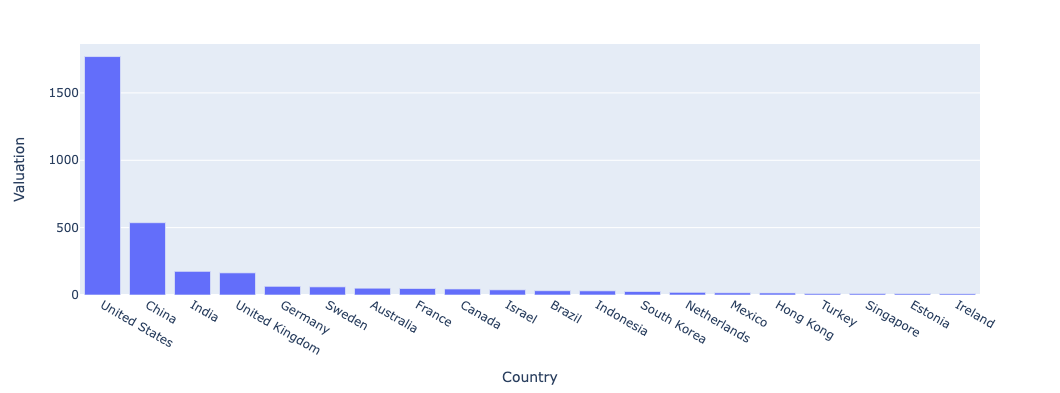 Valuation
1500
1000
500
0
United States
China
India
United Kingdom
Germany
Sweden
Australia
France
Canada
Israel
Brazil
Indonesia
South Korea
Netherlands
Mexico
Hong Kong
Turkey
Singapore
Estonia
Ireland
Country